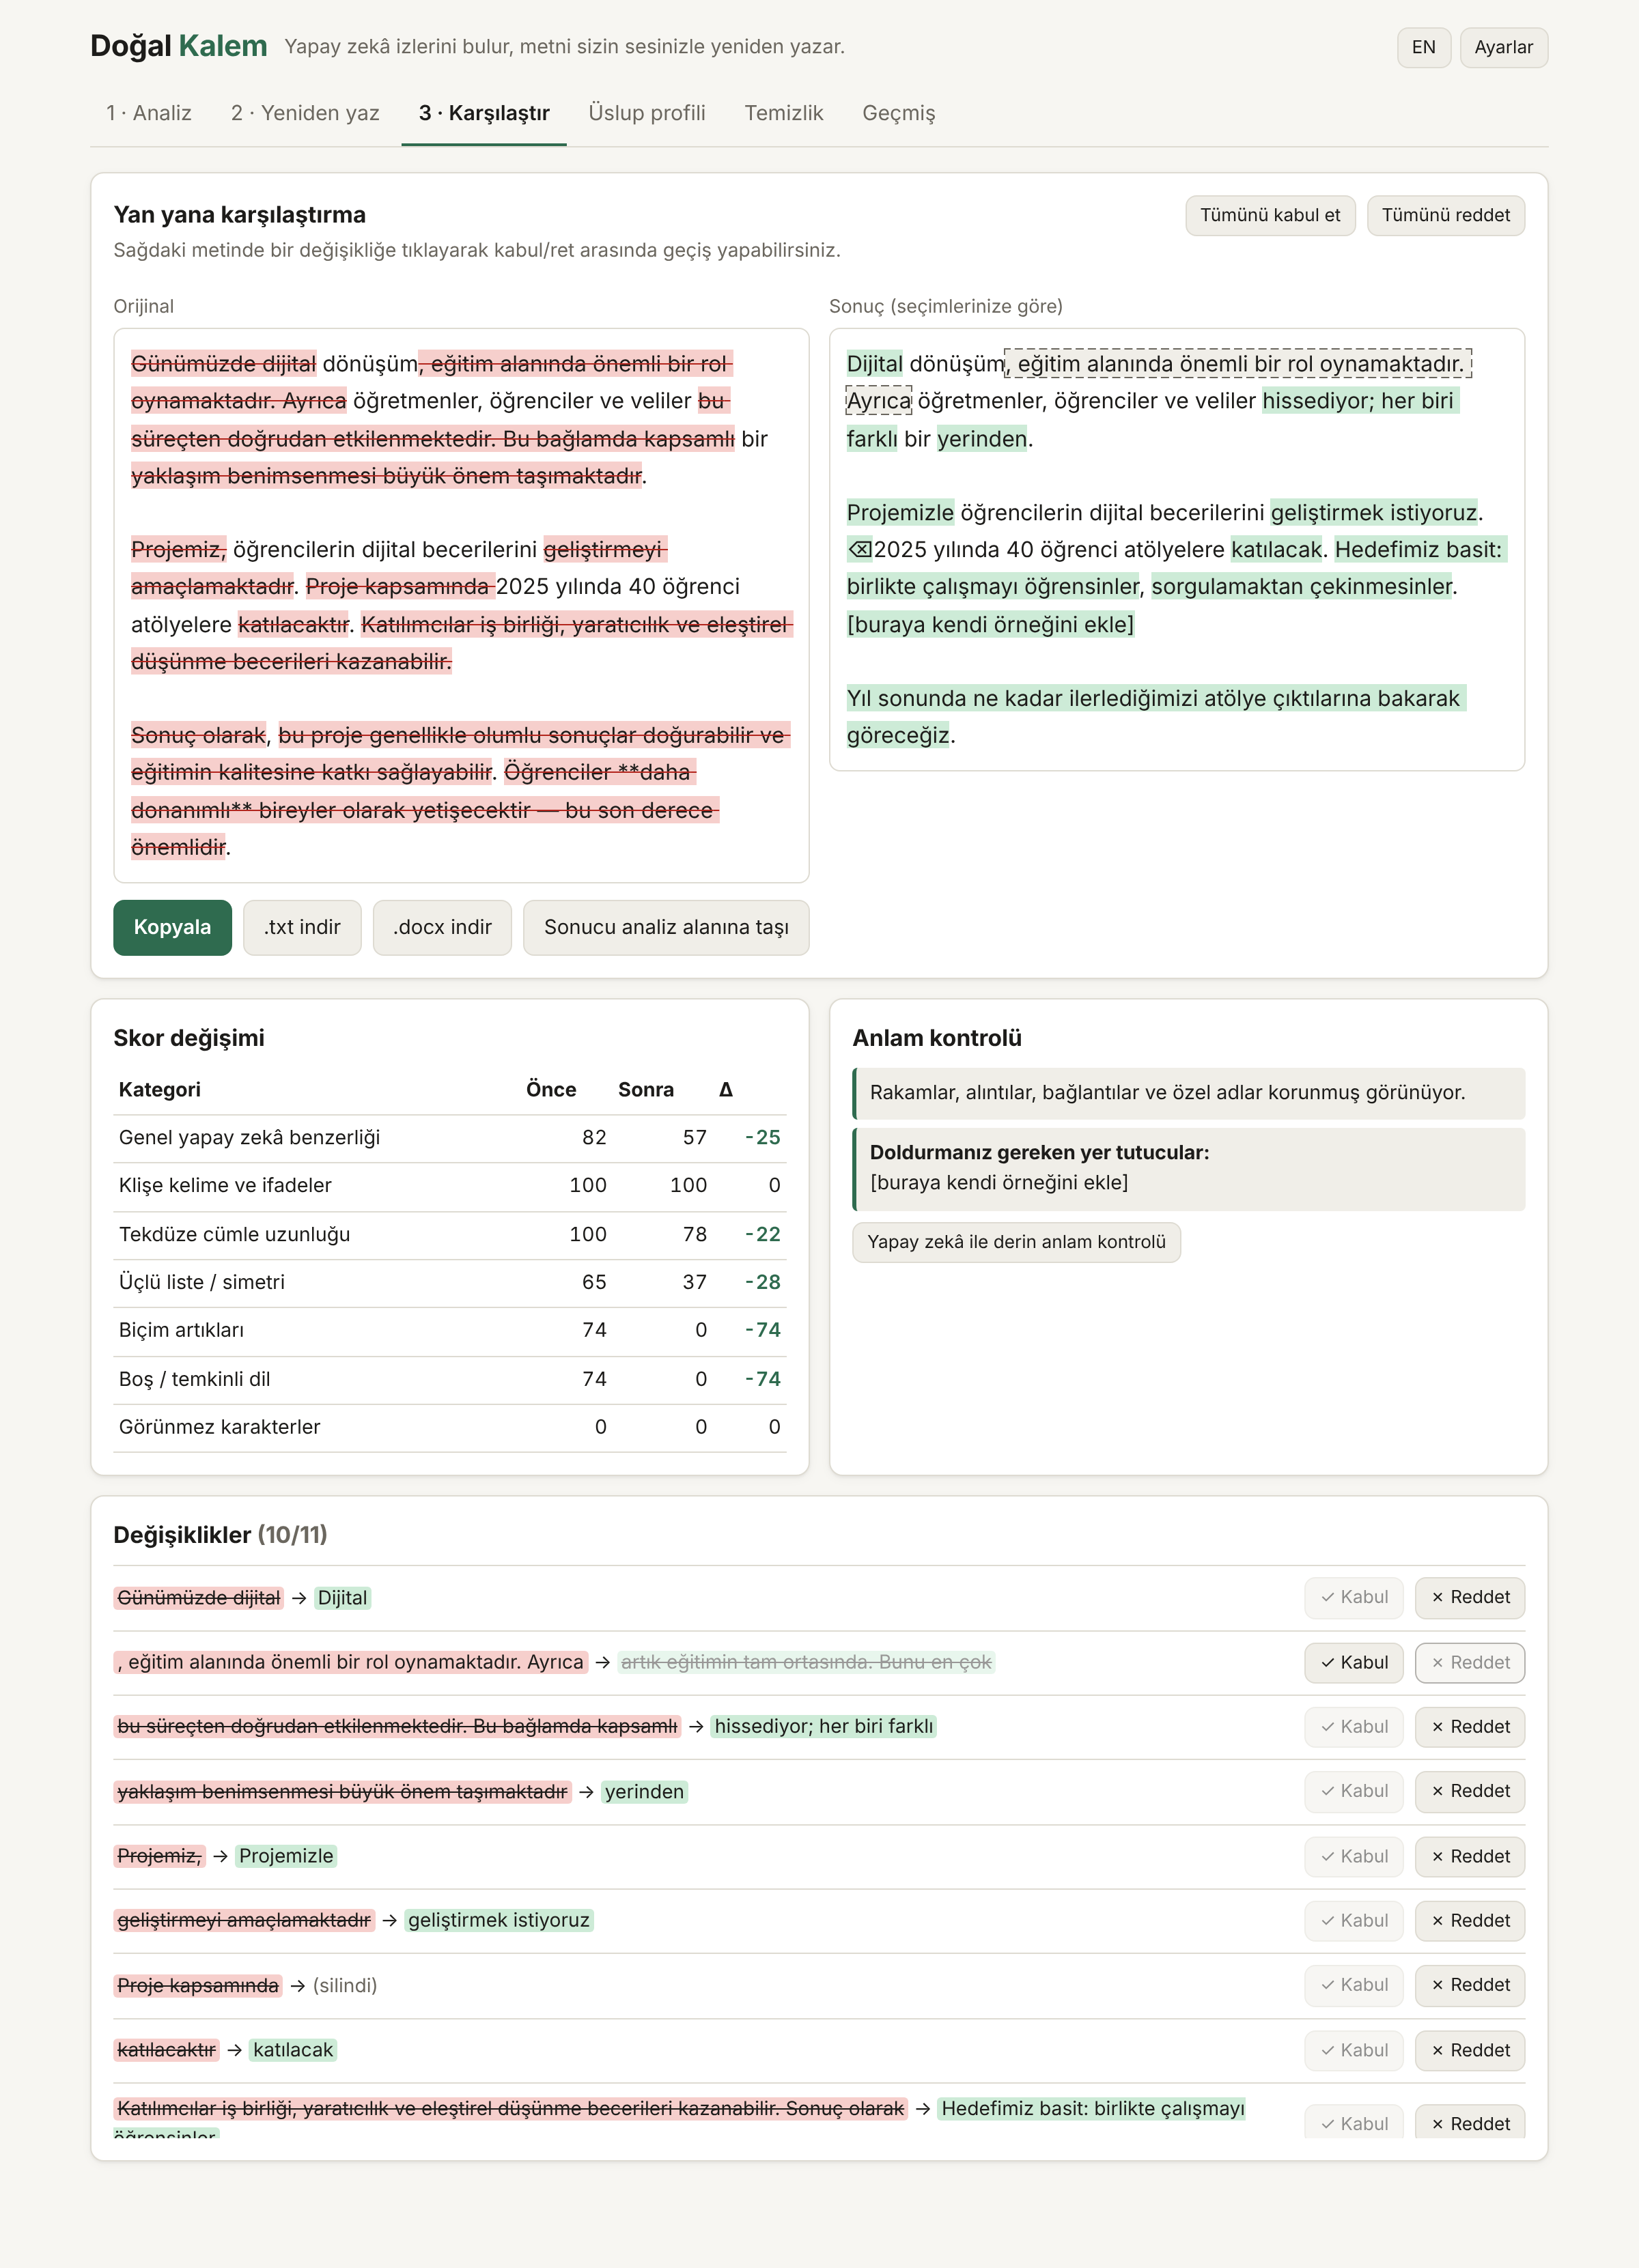 Doğal Kalem Yapay zekâ izlerini bulur, metni sizin sesinizle yeniden yazar. EN Ayarlar
1 · Analiz 2 · Yeniden yaz 3 · Karşılaştır Üslup profili Temizlik Geçmiş
Yan yana karşılaştırma Tümünü kabul et Tümünü reddet
Sağdaki metinde bir değişikliğe tıklayarak kabul/ret arasında geçiş yapabilirsiniz.
Orijinal
Günümüzde dijital dönüşüm, eğitim alanında önemli bir rol
oynamaktadır. Ayrıca öğretmenler, öğrenciler ve veliler bu
süreçten doğrudan etkilenmektedir. Bu bağlamda kapsamlı bir
yaklaşım benimsenmesi büyük önem taşımaktadır.
Projemiz, öğrencilerin dijital becerilerini geliştirmeyi
amaçlamaktadır. Proje kapsamında 2025 yılında 40 öğrenci
atölyelere katılacaktır. Katılımcılar iş birliği, yaratıcılık ve eleştirel
düşünme becerileri kazanabilir.
Sonuç olarak, bu proje genellikle olumlu sonuçlar doğurabilir ve
eğitimin kalitesine katkı sağlayabilir. Öğrenciler **daha
donanımlı** bireyler olarak yetişecektir — bu son derece
önemlidir.
Sonuç (seçimlerinize göre)
Dijital dönüşüm, eğitim alanında önemli bir rol oynamaktadır.
Ayrıca öğretmenler, öğrenciler ve veliler hissediyor; her biri
farklı bir yerinden.
Projemizle öğrencilerin dijital becerilerini geliştirmek istiyoruz.
⌫2025 yılında 40 öğrenci atölyelere katılacak. Hedefimiz basit:
birlikte çalışmayı öğrensinler, sorgulamaktan çekinmesinler.
[buraya kendi örneğini ekle]
Yıl sonunda ne kadar ilerlediğimizi atölye çıktılarına bakarak
göreceğiz.
Kopyala .txt indir .docx indir Sonucu analiz alanına taşı
Skor değişimi
Kategori Önce Sonra Δ
Genel yapay zekâ benzerliği 82 57 -25
Klişe kelime ve ifadeler 100 100 0
Tekdüze cümle uzunluğu 100 78 -22
Üçlü liste / simetri 65 37 -28
Biçim artıkları 74 0 -74
Boş / temkinli dil 74 0 -74
Görünmez karakterler 0 0 0
Anlam kontrolü
Rakamlar, alıntılar, bağlantılar ve özel adlar korunmuş görünüyor.
Doldurmanız gereken yer tutucular:
[buraya kendi örneğini ekle]
Yapay zekâ ile derin anlam kontrolü
Değişiklikler (10/11)
Günümüzde dijital → Dijital ✓ Kabul × Reddet
, eğitim alanında önemli bir rol oynamaktadır. Ayrıca → artık eğitimin tam ortasında. Bunu en çok ✓ Kabul × Reddet
bu süreçten doğrudan etkilenmektedir. Bu bağlamda kapsamlı → hissediyor; her biri farklı ✓ Kabul × Reddet
yaklaşım benimsenmesi büyük önem taşımaktadır → yerinden ✓ Kabul × Reddet
Projemiz, → Projemizle ✓ Kabul × Reddet
geliştirmeyi amaçlamaktadır → geliştirmek istiyoruz ✓ Kabul × Reddet
Proje kapsamında → (silindi) ✓ Kabul × Reddet
katılacaktır → katılacak ✓ Kabul × Reddet
Katılımcılar iş birliği, yaratıcılık ve eleştirel düşünme becerileri kazanabilir. Sonuç olarak → Hedefimiz basit: birlikte çalışmayı ✓ Kabul × Reddet
öğrensinler